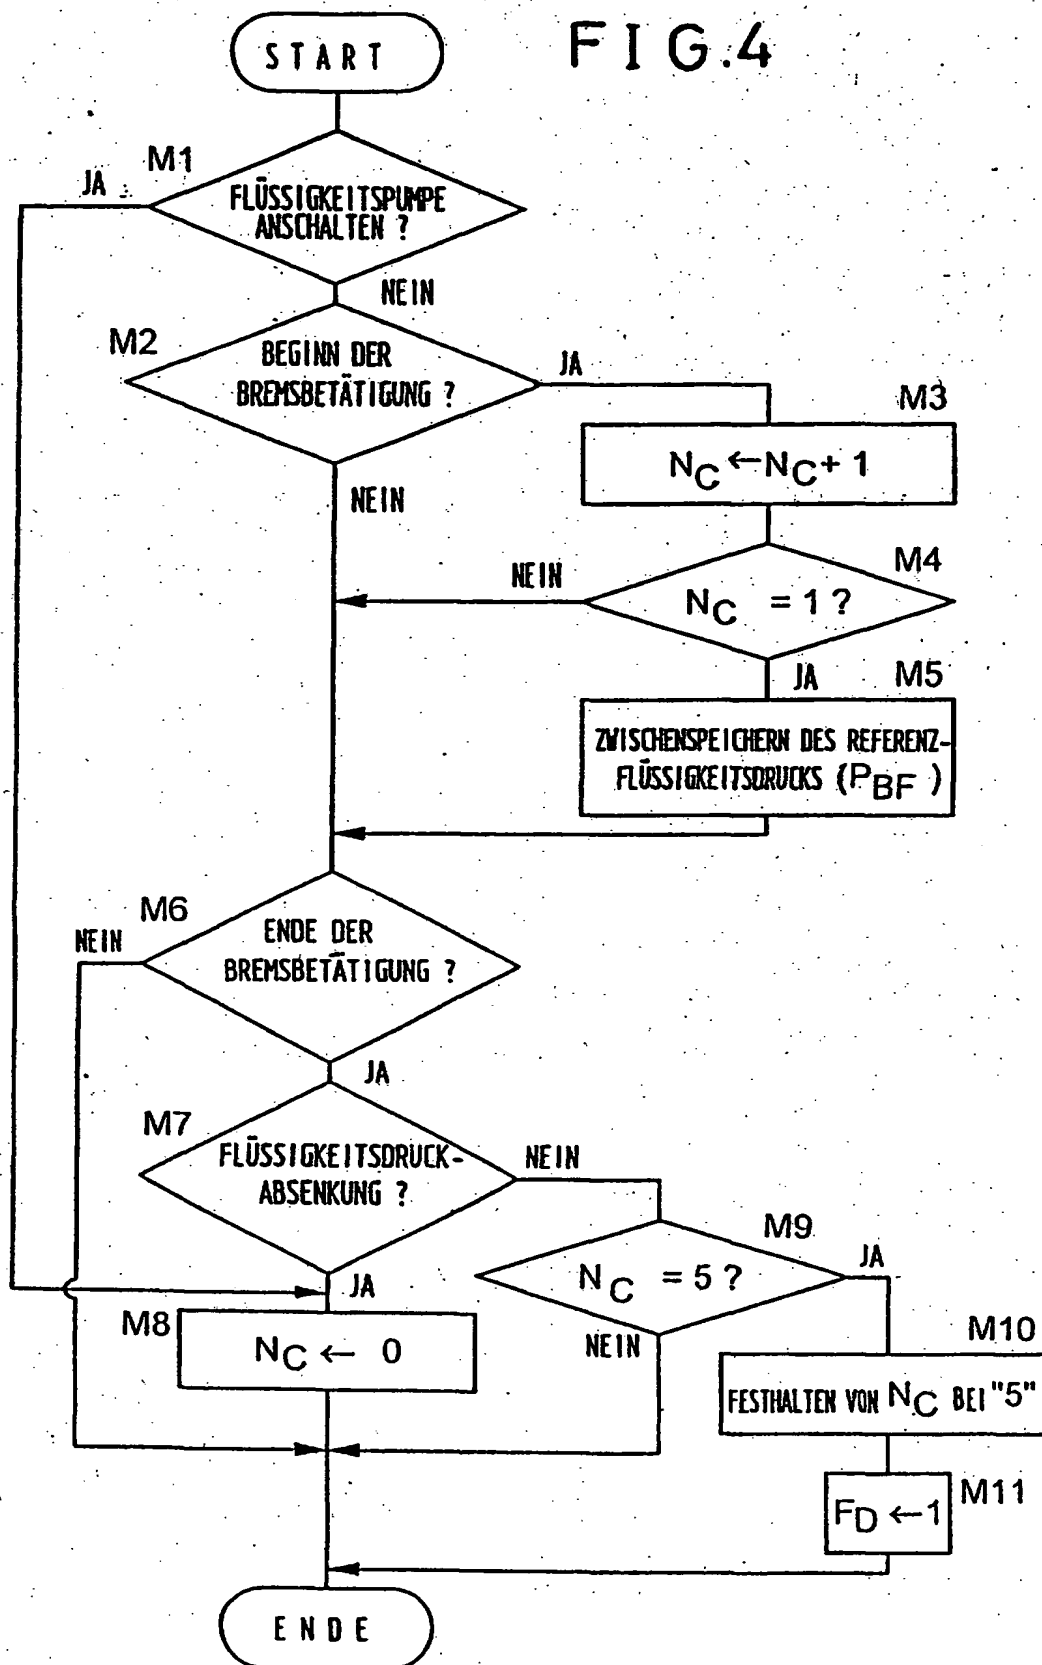 FIG.4
START
M1
JA
FLÜSSIGKEITSPUMPE
ANSCHALTEN ?
NEIN
M2
BEGINN DER
BREMSBETÄTIGUNG ?
JA
M3
NC ← NC + 1
NEIN
M4
NEIN
NC = 1 ?
JA
M5
ZWISCHENSPEICHERN DES REFERENZ-
FLÜSSIGKEITSDRUCKS (PBF)
M6
NEIN
ENDE DER
BREMSBETÄTIGUNG ?
JA
M7
FLÜSSIGKEITSDRUCK-
ABSENKUNG ?
NEIN
M9
NC = 5 ?
JA
JA
NEIN
M8
NC ← 0
M10
FESTHALTEN VON NC BEI "5"
M11
FD ← 1
ENDE